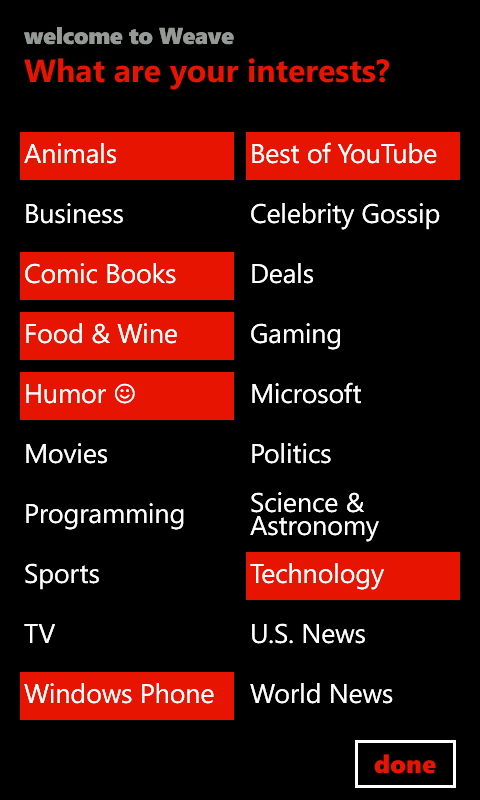 welcome to Weave
What are your interests?
Animals
Best of YouTube
Business
Celebrity Gossip
Comic Books
Deals
Food & Wine
Gaming
Humor ☺
Microsoft
Movies
Politics
Programming
Science &
Astronomy
Sports
Technology
TV
U.S. News
Windows Phone
World News
done